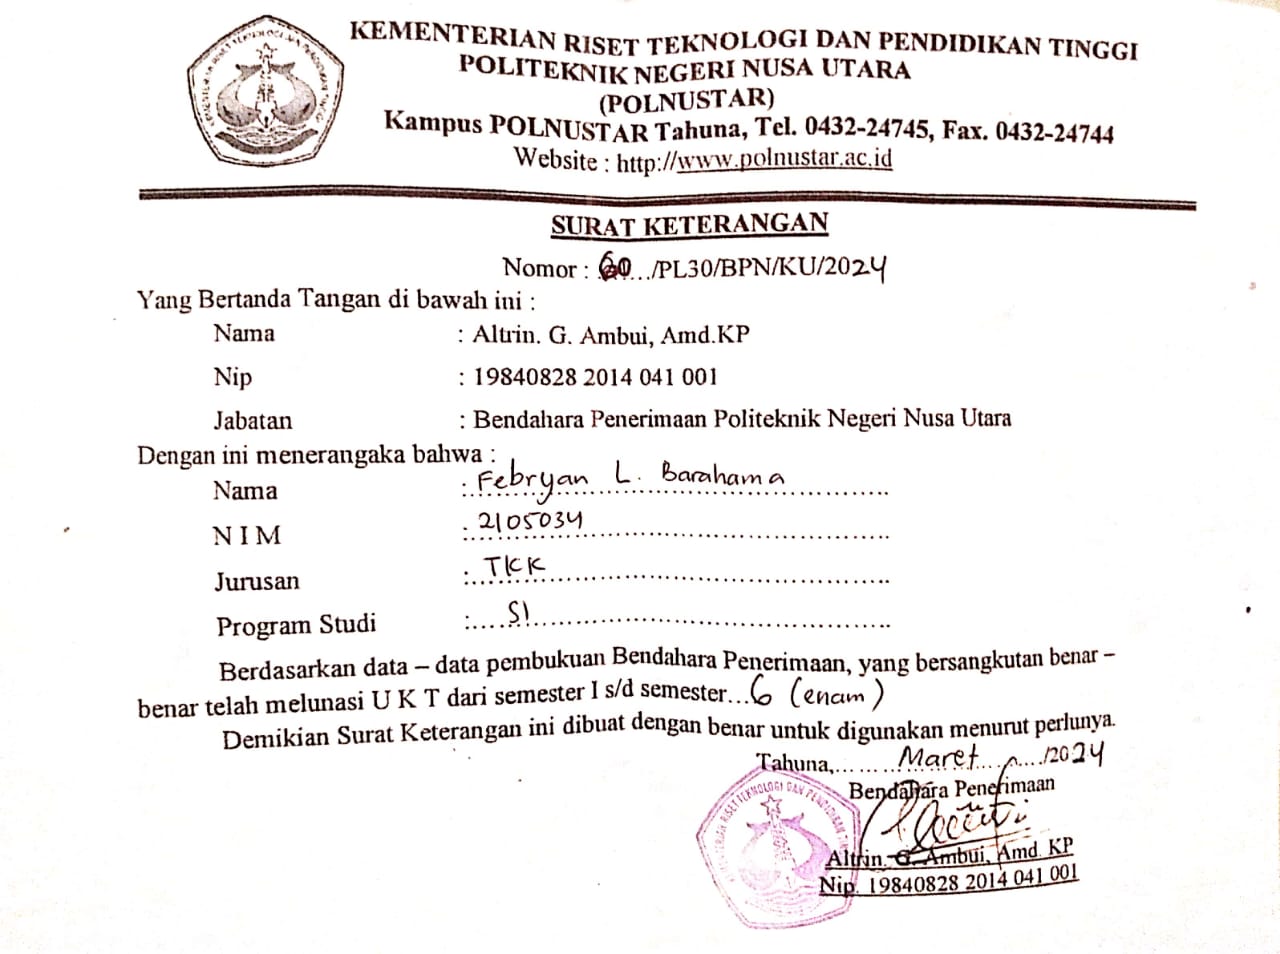 KEMENTERIAN RISET TEKNOLOGI DAN PENDIDIKAN TINGGI
POLITEKNIK NEGERI NUSA UTARA
(POLNUSTAR)
Kampus POLNUSTAR Tahuna, Tel. 0432-24745, Fax. 0432-24744
Website : http://www.polnustar.ac.id
SURAT KETERANGAN
Nomor : 60.../PL30/BPN/KU/2024
Yang Bertanda Tangan di bawah ini :
Nama : Altrin. G. Ambui, Amd.KP
Nip : 19840828 2014 041 001
Jabatan : Bendahara Penerimaan Politeknik Negeri Nusa Utara
Dengan ini menerangaka bahwa :
Nama : Febryan L. Barahama
N I M : 2105034
Jurusan : TKK
Program Studi : SI
Berdasarkan data – data pembukuan Bendahara Penerimaan, yang bersangkutan benar –
benar telah melunasi U K T dari semester I s/d semester...6 (enam)
Demikian Surat Keterangan ini dibuat dengan benar untuk digunakan menurut perlunya.
Tahuna,......Maret....../2024
Bendahara Penerimaan
Altrin. G. Ambui, Amd. KP
Nip. 19840828 2014 041 001